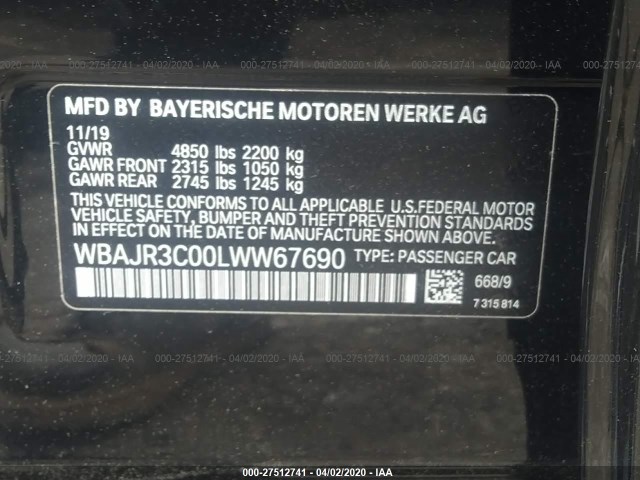 MFD BY BAYERISCHE MOTOREN WERKE AG
11/19
GVWR 4850 lbs 2200 kg
GAWR FRONT 2315 lbs 1050 kg
GAWR REAR 2745 lbs 1245 kg
THIS VEHICLE CONFORMS TO ALL APPLICABLE U.S.FEDERAL MOTOR
VEHICLE SAFETY, BUMPER AND THEFT PREVENTION STANDARDS
IN EFFECT ON THE DATE OF MANUFACTURE SHOWN ABOVE.
WBAJR3C00LWW67690 TYPE: PASSENGER CAR
668/9
7 315 814
000-27512741 - 04/02/2020 - IAA